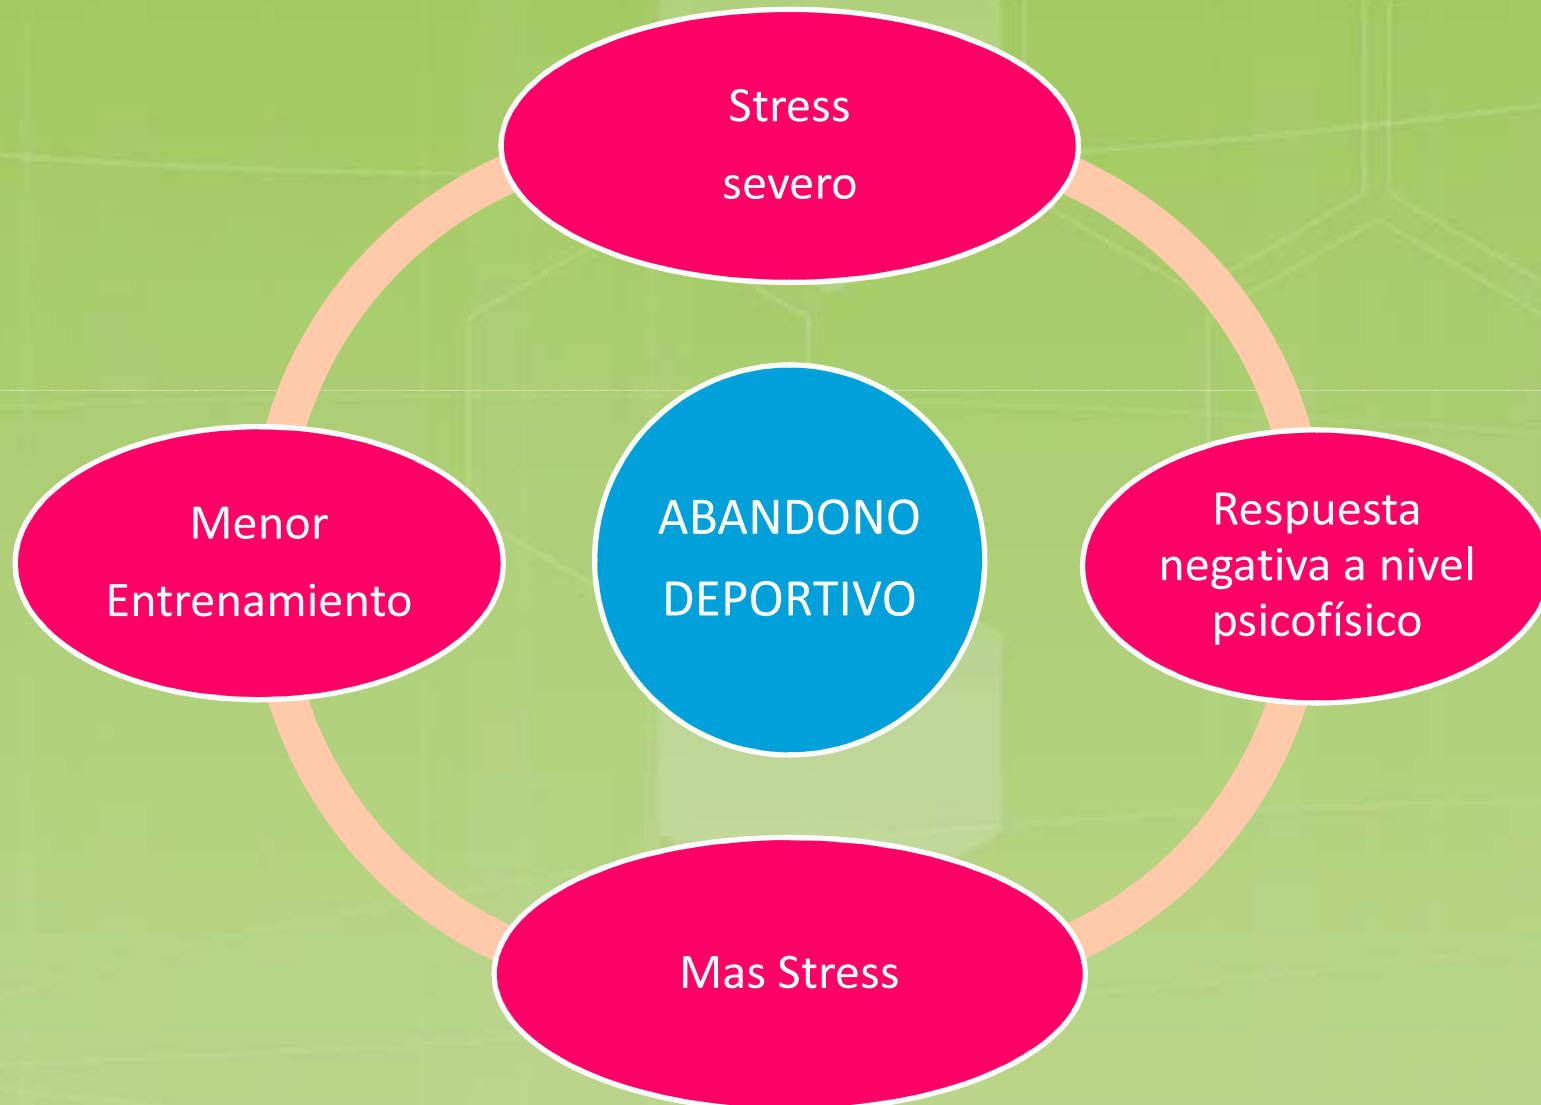 Stress
severo
Respuesta
negativa a nivel
psicofísico
Mas Stress
Menor
Entrenamiento
ABANDONO
DEPORTIVO